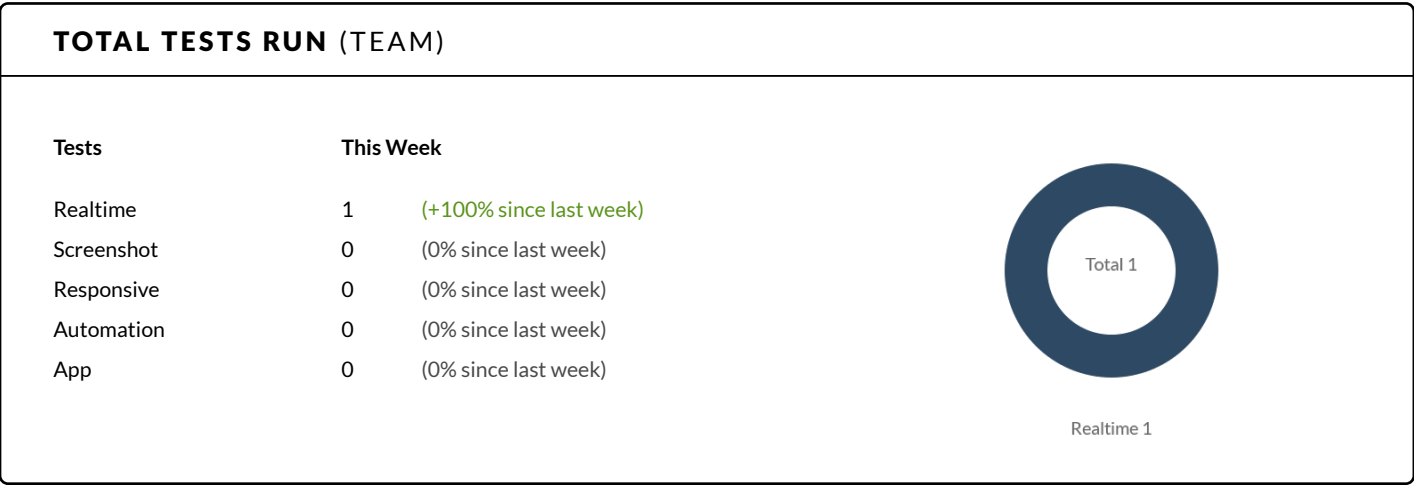 TOTAL TESTS RUN (TEAM)
Tests This Week
Realtime 1 (+100% since last week)
Screenshot 0 (0% since last week)
Responsive 0 (0% since last week)
Automation 0 (0% since last week)
App 0 (0% since last week)
Total 1
Realtime 1